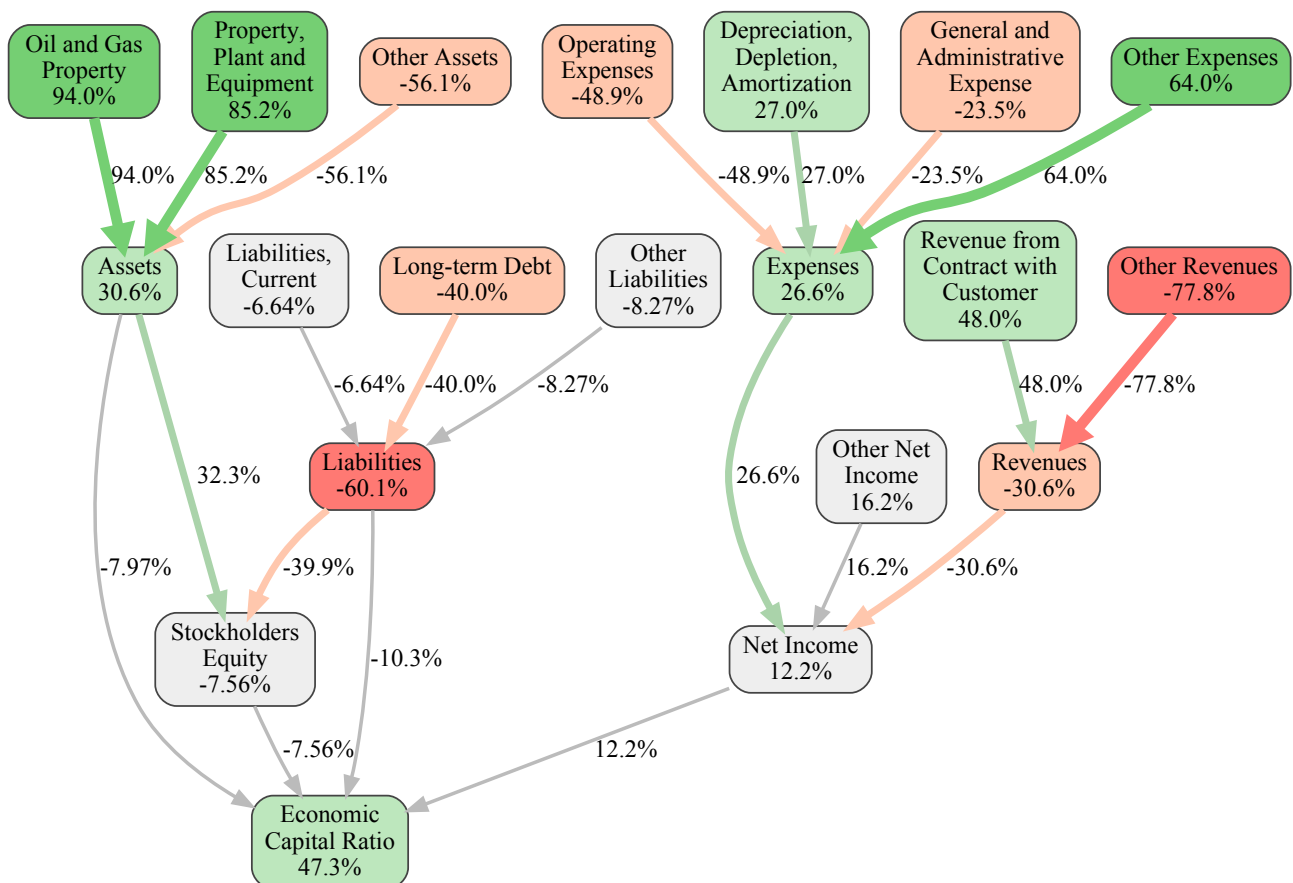 Oil and Gas
Property
94.0%
Property,
Plant and
Equipment
85.2%
Other Assets
-56.1%
Operating
Expenses
-48.9%
Depreciation,
Depletion,
Amortization
27.0%
General and
Administrative
Expense
-23.5%
Other Expenses
64.0%
94.0%
85.2%
-56.1%
-48.9%
27.0%
-23.5%
64.0%
Assets
30.6%
Liabilities,
Current
-6.64%
Long-term Debt
-40.0%
Other
Liabilities
-8.27%
Expenses
26.6%
Revenue from
Contract with
Customer
48.0%
Other Revenues
-77.8%
-6.64%
-40.0%
-8.27%
48.0%
-77.8%
32.3%
Liabilities
-60.1%
26.6%
Other Net
Income
16.2%
Revenues
-30.6%
-7.97%
-39.9%
16.2%
-30.6%
Stockholders
Equity
-7.56%
-10.3%
Net Income
12.2%
-7.56%
12.2%
Economic
Capital Ratio
47.3%